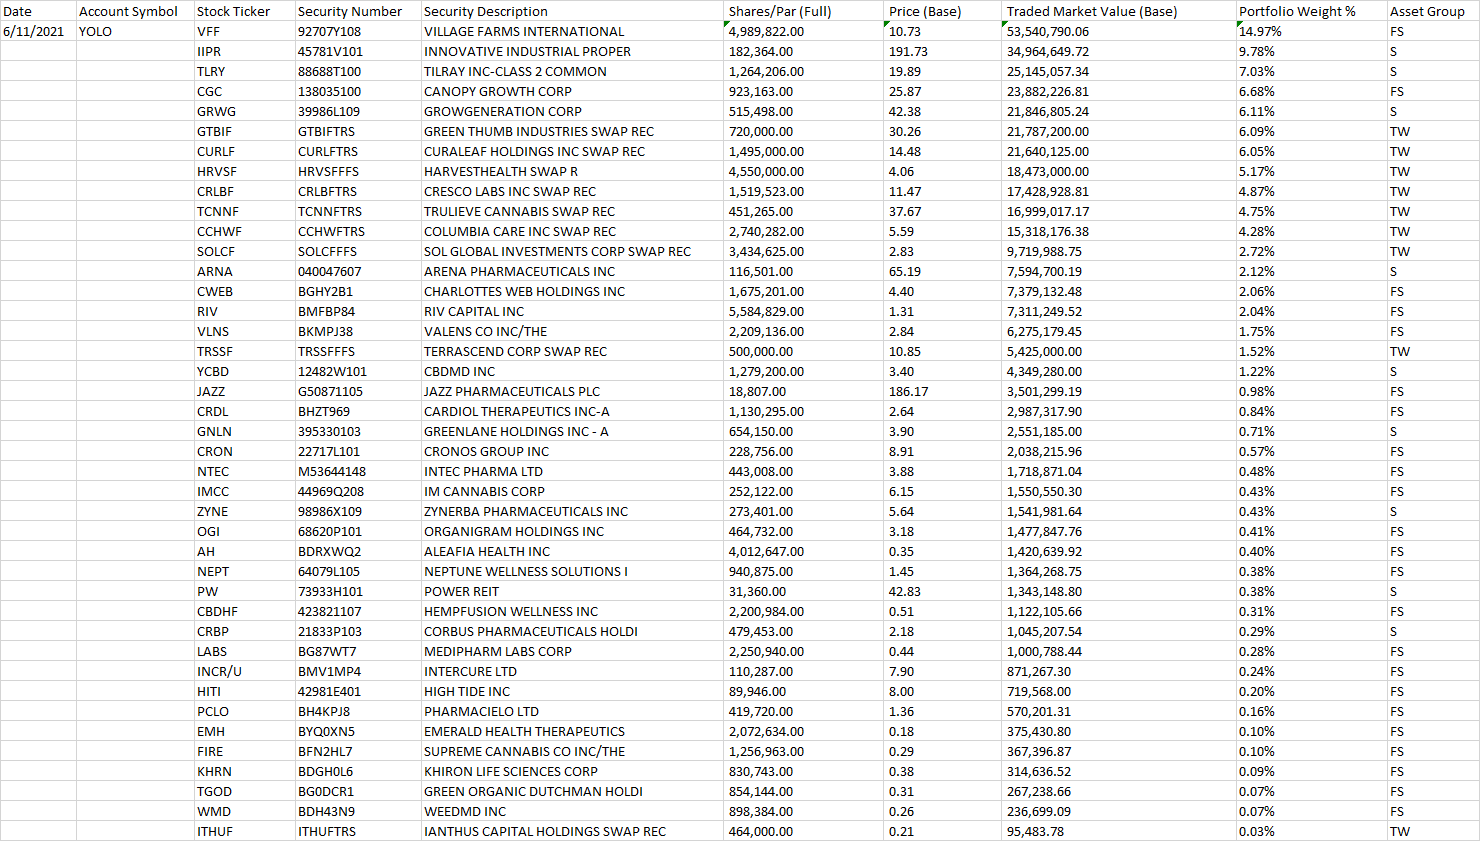 Date Account Symbol Stock Ticker Security Number Security Description Shares/Par (Full) Price (Base) Traded Market Value (Base) Portfolio Weight % Asset Group
6/11/2021 YOLO VFF 92707Y108 VILLAGE FARMS INTERNATIONAL 4,989,822.00 10.73 53,540,790.06 14.97% FS
IIPR 45781V101 INNOVATIVE INDUSTRIAL PROPER 182,364.00 191.73 34,964,649.72 9.78% S
TLRY 88688T100 TILRAY INC-CLASS 2 COMMON 1,264,206.00 19.89 25,145,057.34 7.03% S
CGC 138035100 CANOPY GROWTH CORP 923,163.00 25.87 23,882,226.81 6.68% FS
GRWG 39986L109 GROWGENERATION CORP 515,498.00 42.38 21,846,805.24 6.11% S
GTBIF GTBIFTRS GREEN THUMB INDUSTRIES SWAP REC 720,000.00 30.26 21,787,200.00 6.09% TW
CURLF CURLFTRS CURALEAF HOLDINGS INC SWAP REC 1,495,000.00 14.48 21,640,125.00 6.05% TW
HRVSF HRVSFFFS HARVESTHEALTH SWAP R 4,550,000.00 4.06 18,473,000.00 5.17% TW
CRLBF CRLBFTRS CRESCO LABS INC SWAP REC 1,519,523.00 11.47 17,428,928.81 4.87% TW
TCNNF TCNNFTRS TRULIEVE CANNABIS SWAP REC 451,265.00 37.67 16,999,017.17 4.75% TW
CCHWF CCHWFTRS COLUMBIA CARE INC SWAP REC 2,740,282.00 5.59 15,318,176.38 4.28% TW
SOLCF SOLCFFFS SOL GLOBAL INVESTMENTS CORP SWAP REC 3,434,625.00 2.83 9,719,988.75 2.72% TW
ARNA 040047607 ARENA PHARMACEUTICALS INC 116,501.00 65.19 7,594,700.19 2.12% S
CWEB BGHY2B1 CHARLOTTES WEB HOLDINGS INC 1,675,201.00 4.40 7,379,132.48 2.06% FS
RIV BMFBP84 RIV CAPITAL INC 5,584,829.00 1.31 7,311,249.52 2.04% FS
VLNS BKMPJ38 VALENS CO INC/THE 2,209,136.00 2.84 6,275,179.45 1.75% FS
TRSSF TRSSFFFS TERRASCEND CORP SWAP REC 500,000.00 10.85 5,425,000.00 1.52% TW
YCBD 12482W101 CBDMD INC 1,279,200.00 3.40 4,349,280.00 1.22% S
JAZZ G50871105 JAZZ PHARMACEUTICALS PLC 18,807.00 186.17 3,501,299.19 0.98% FS
CRDL BHZT969 CARDIOL THERAPEUTICS INC-A 1,130,295.00 2.64 2,987,317.90 0.84% FS
GNLN 395330103 GREENLANE HOLDINGS INC - A 654,150.00 3.90 2,551,185.00 0.71% S
CRON 22717L101 CRONOS GROUP INC 228,756.00 8.91 2,038,215.96 0.57% FS
NTEC M53644148 INTEC PHARMA LTD 443,008.00 3.88 1,718,871.04 0.48% FS
IMCC 44969Q208 IM CANNABIS CORP 252,122.00 6.15 1,550,550.30 0.43% FS
ZYNE 98986X109 ZYNERBA PHARMACEUTICALS INC 273,401.00 5.64 1,541,981.64 0.43% S
OGI 68620P101 ORGANIGRAM HOLDINGS INC 464,732.00 3.18 1,477,847.76 0.41% FS
AH BDRXWQ2 ALEAFIA HEALTH INC 4,012,647.00 0.35 1,420,639.92 0.40% FS
NEPT 64079L105 NEPTUNE WELLNESS SOLUTIONS I 940,875.00 1.45 1,364,268.75 0.38% FS
PW 73933H101 POWER REIT 31,360.00 42.83 1,343,148.80 0.38% S
CBDHF 423821107 HEMPFUSION WELLNESS INC 2,200,984.00 0.51 1,122,105.66 0.31% FS
CRBP 21833P103 CORBUS PHARMACEUTICALS HOLDI 479,453.00 2.18 1,045,207.54 0.29% S
LABS BG87WT7 MEDIPHARM LABS CORP 2,250,940.00 0.44 1,000,788.44 0.28% FS
INCR/U BMV1MP4 INTERCURE LTD 110,287.00 7.90 871,267.30 0.24% FS
HITI 42981E401 HIGH TIDE INC 89,946.00 8.00 719,568.00 0.20% FS
PCLO BH4KPJ8 PHARMACIELO LTD 419,720.00 1.36 570,201.31 0.16% FS
EMH BYQ0XN5 EMERALD HEALTH THERAPEUTICS 2,072,634.00 0.18 375,430.80 0.10% FS
FIRE BFN2HL7 SUPREME CANNABIS CO INC/THE 1,256,963.00 0.29 367,396.87 0.10% FS
KHRN BDGH0L6 KHIRON LIFE SCIENCES CORP 830,743.00 0.38 314,636.52 0.09% FS
TGOD BG0DCR1 GREEN ORGANIC DUTCHMAN HOLDI 854,144.00 0.31 267,238.66 0.07% FS
WMD BDH43N9 WEEDMD INC 898,384.00 0.26 236,699.09 0.07% FS
ITHUF ITHUFTRS IANTHUS CAPITAL HOLDINGS SWAP REC 464,000.00 0.21 95,483.78 0.03% TW